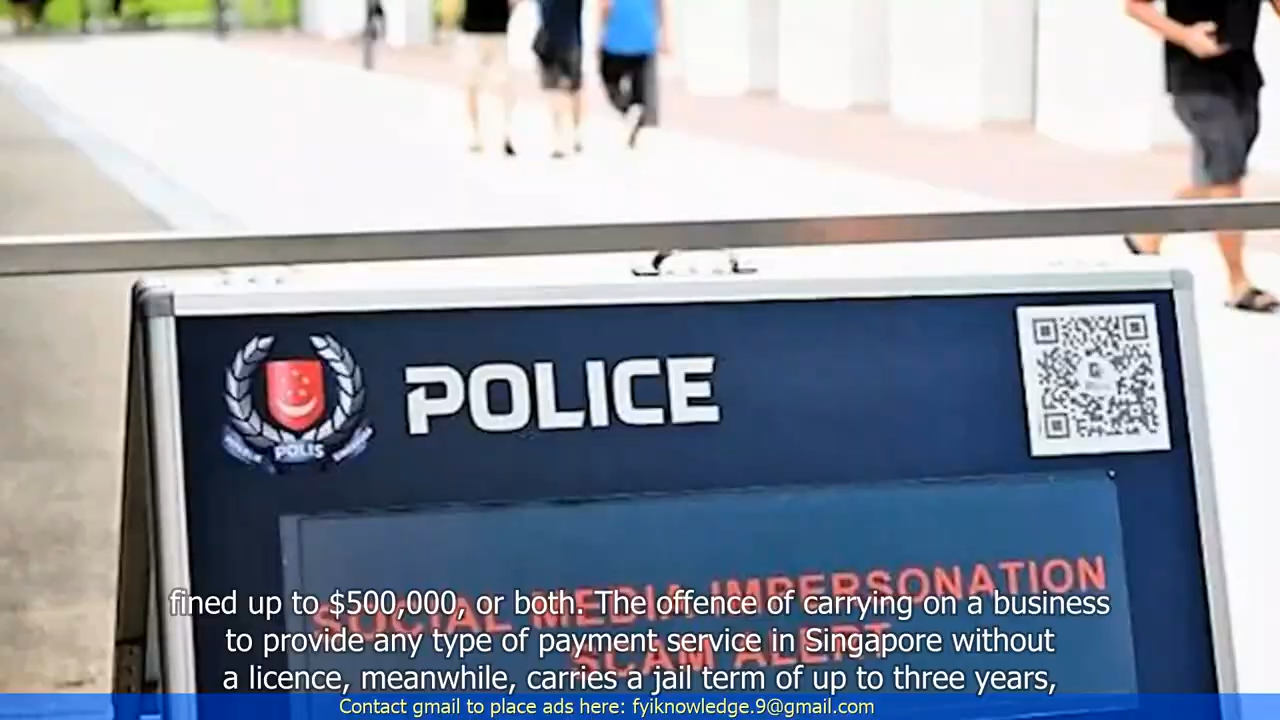 POLICE
POLIS
SOCIAL MEDIA IMPERSONATION
SCAM ALERT
fined up to $500,000, or both. The offence of carrying on a business
to provide any type of payment service in Singapore without
a licence, meanwhile, carries a jail term of up to three years,
Contact gmail to place ads here: fyiknowledge.9@gmail.com